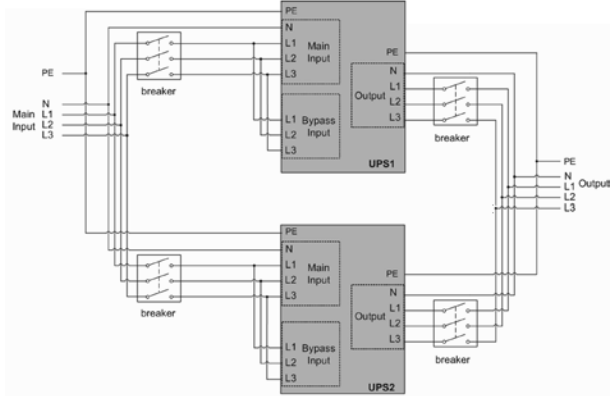 PE
N
L1
L2
L3
Main
Input
L1
L2
L3
Bypass
Input
PE
N
L1
L2
L3
Output
UPS1
breaker
breaker
PE
N
Main L1
Input L2
L3
PE
N
L1 Output
L2
L3
PE
N
L1
L2
L3
Main
Input
L1
L2
L3
Bypass
Input
PE
N
L1
L2
L3
Output
UPS2
breaker
breaker